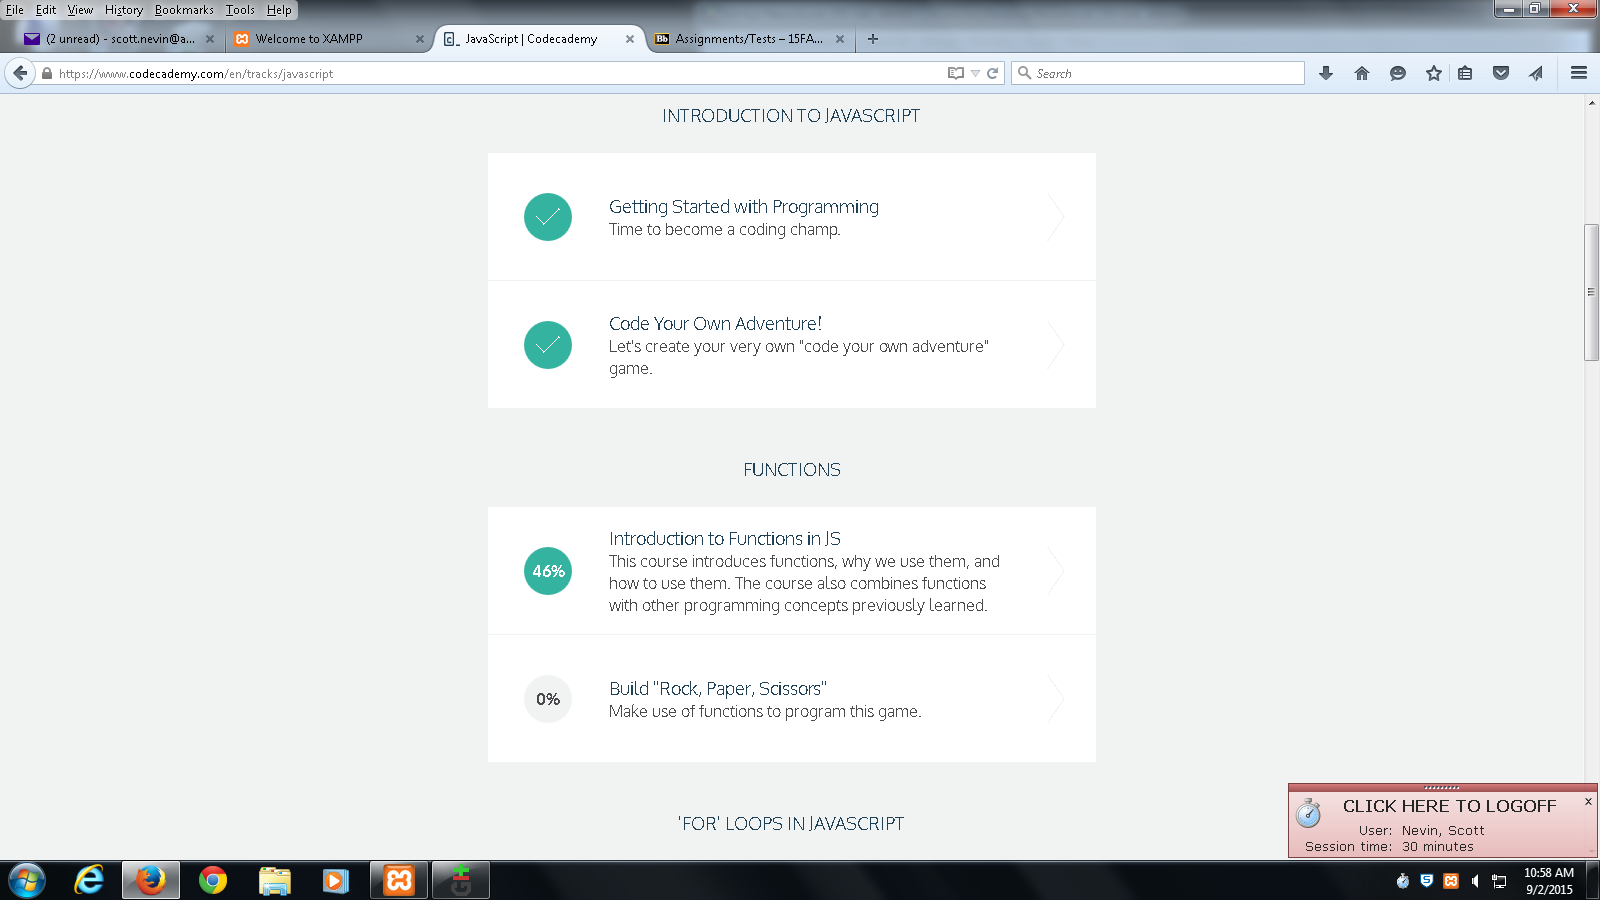 File Edit View History Bookmarks Tools Help
(2 unread) - scott.nevin@a...
Welcome to XAMPP
c_ JavaScript | Codecademy
Bb Assignments/Tests – 15FA...
https://www.codecademy.com/en/tracks/javascript
Search
INTRODUCTION TO JAVASCRIPT
Getting Started with Programming
Time to become a coding champ.
Code Your Own Adventure!
Let's create your very own "code your own adventure"
game.
FUNCTIONS
46%
Introduction to Functions in JS
This course introduces functions, why we use them, and
how to use them. The course also combines functions
with other programming concepts previously learned.
0%
Build "Rock, Paper, Scissors"
Make use of functions to program this game.
'FOR' LOOPS IN JAVASCRIPT
CLICK HERE TO LOGOFF
User: Nevin, Scott
Session time: 30 minutes
GH
10:58 AM
9/2/2015